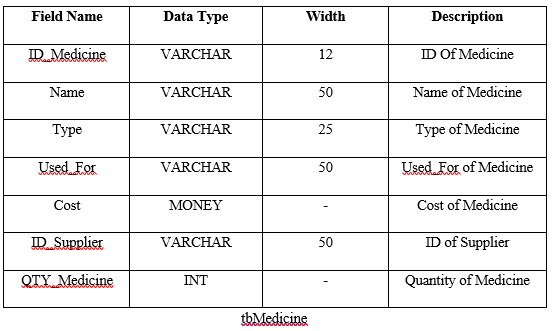 Field Name Data Type Width Description
ID_Medicine VARCHAR 12 ID Of Medicine
Name VARCHAR 50 Name of Medicine
Type VARCHAR 25 Type of Medicine
Used_For VARCHAR 50 Used_For of Medicine
Cost MONEY - Cost of Medicine
ID_Supplier VARCHAR 50 ID of Supplier
QTY_Medicine INT - Quantity of Medicine
tbMedicine